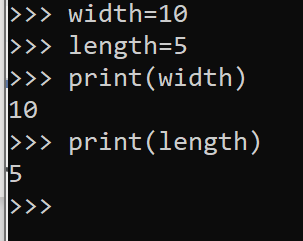 >>> width=10
>>> length=5
>>> print(width)
10
>>> print(length)
5
>>>